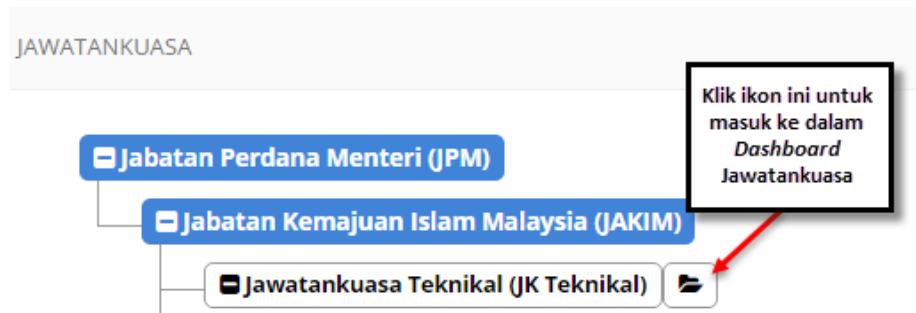 JAWATANKUASA
Klik ikon ini untuk
masuk ke dalam
Dashboard
Jawatankuasa
Jabatan Perdana Menteri (JPM)
Jabatan Kemajuan Islam Malaysia (JAKIM)
Jawatankuasa Teknikal (JK Teknikal)